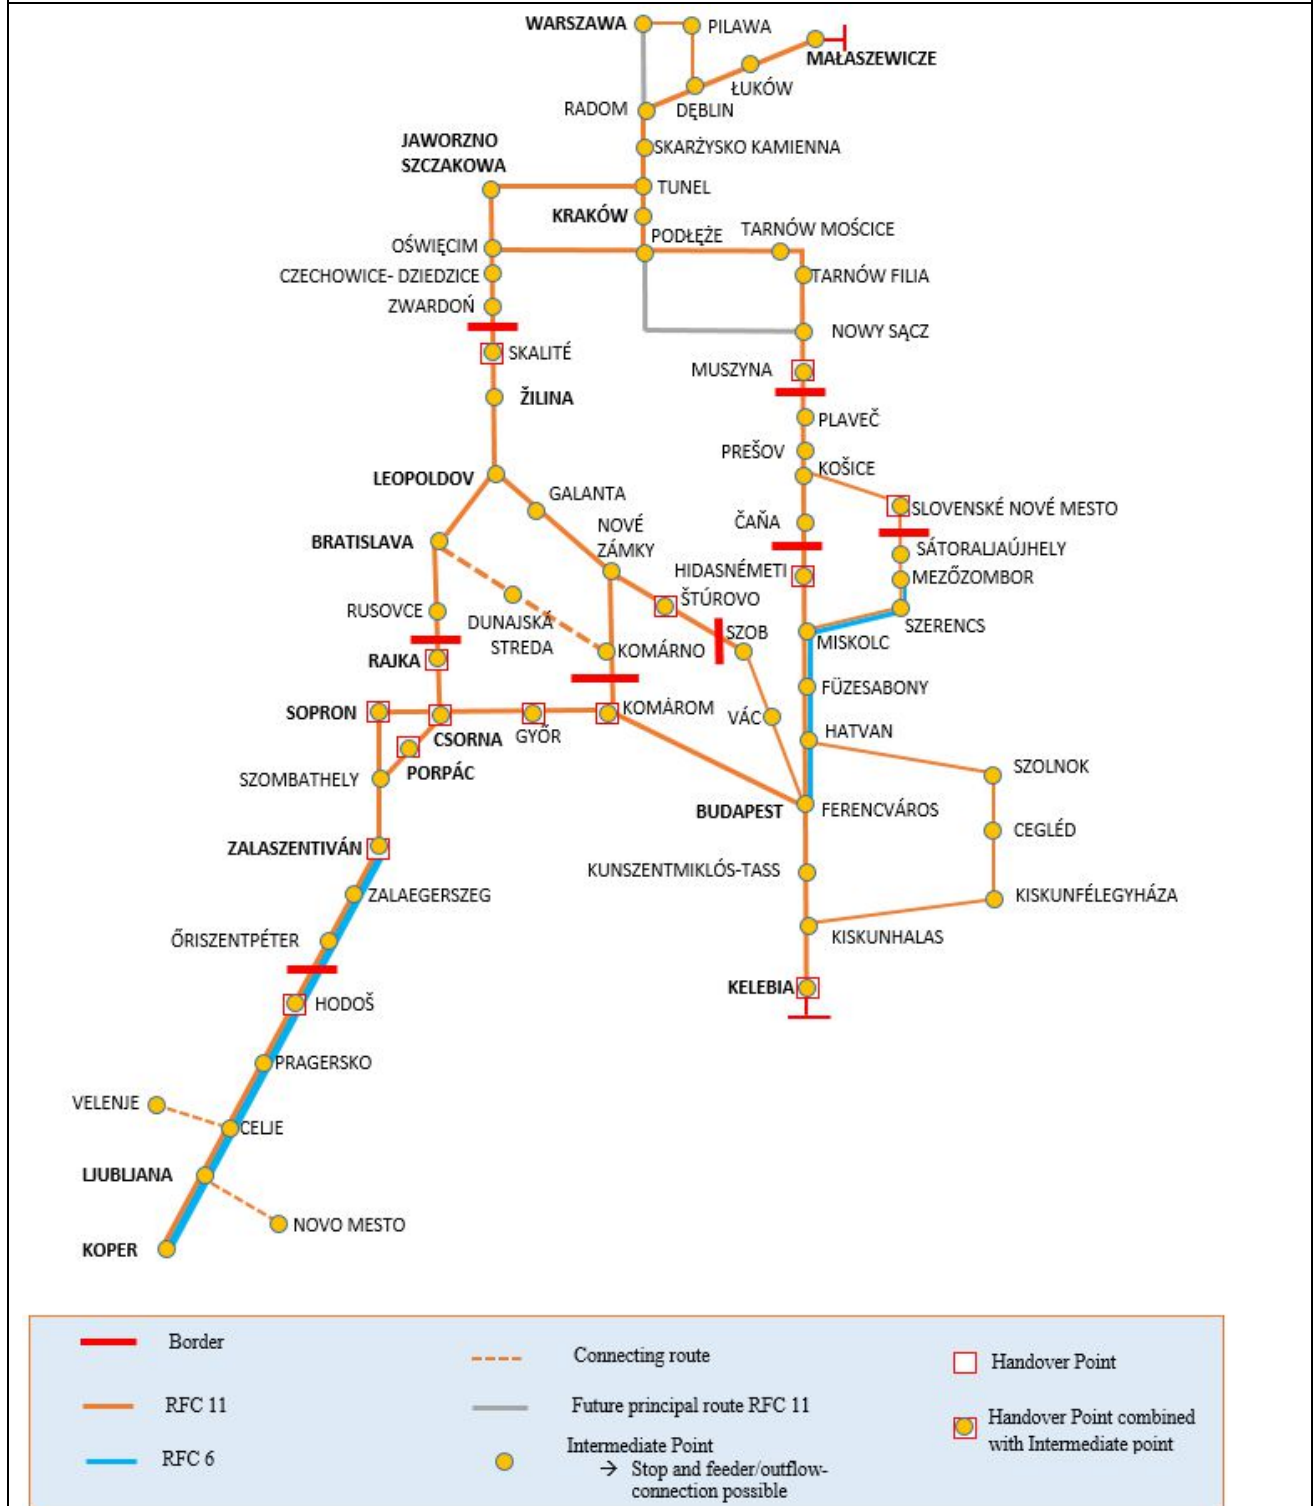 WARSZAWA
PILAWA
MAŁASZEWICZE
ŁUKÓW
RADOM
DĘBLIN
JAWORZNO
SZCZAKOWA
SKARŻYSKO KAMIENNA
TUNEL
KRAKÓW
PODŁĘŻE
TARNÓW MOŚCICE
OŚWIĘCIM
CZECHOWICE- DZIEDZICE
TARNÓW FILIA
ZWARDOŃ
NOWY SĄCZ
SKALITÉ
MUSZYNA
ŽILINA
PLAVEČ
PREŠOV
KOŠICE
LEOPOLDOV
GALANTA
SLOVENSKÉ NOVÉ MESTO
ČAŇA
NOVÉ
ZÁMKY
BRATISLAVA
SÁTORALJAÚJHELY
HIDASNÉMETI
MEZŐZOMBOR
ŠTÚROVO
RUSOVCE
DUNAJSKÁ
STREDA
SZOB
SZERENCS
KOMÁRNO
MISKOLC
RAJKA
FÜZESABONY
SOPRON
KOMÁROM
VÁC
CSORNA
GYŐR
HATVAN
PORPÁC
SZOMBATHELY
SZOLNOK
BUDAPEST
FERENCVÁROS
CEGLÉD
ZALASZENTIVÁN
KUNSZENTMIKLÓS-TASS
ZALAEGERSZEG
KISKUNFÉLEGYHÁZA
ŐRISZENTPÉTER
KISKUNHALAS
KELEBIA
HODOŠ
PRAGERSKO
VELENJE
CELJE
LJUBLJANA
NOVO MESTO
KOPER
Border
Connecting route
Handover Point
RFC 11
Future principal route RFC 11
Handover Point combined
with Intermediate point
RFC 6
Intermediate Point
→ Stop and feeder/outflow-
connection possible